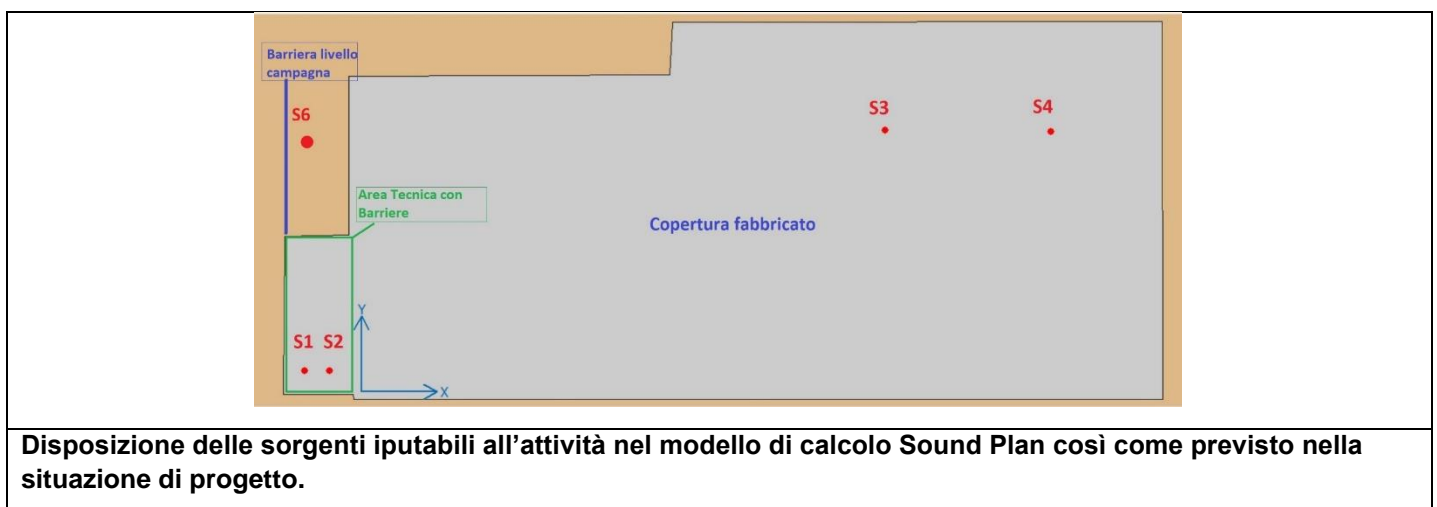 Barriera livello
campagna
S6
S3
S4
Area Tecnica con
Barriere
Copertura fabbricato
Y
S1 S2
X
Disposizione delle sorgenti iputabili all'attività nel modello di calcolo Sound Plan così come previsto nella
situazione di progetto.